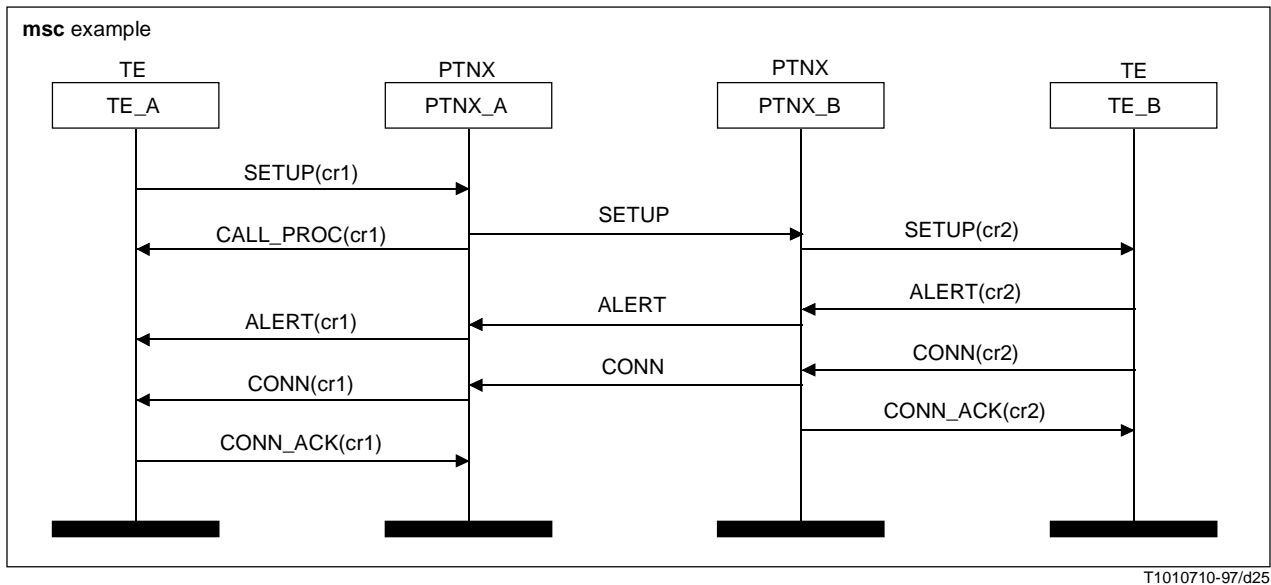 msc example
TE PTNX PTNX TE
TE_A PTNX_A PTNX_B TE_B
SETUP(cr1)
SETUP
CALL_PROC(cr1) SETUP(cr2)
ALERT(cr2)
ALERT
ALERT(cr1)
CONN(cr2)
CONN
CONN(cr1)
CONN_ACK(cr2)
CONN_ACK(cr1)
T1010710-97/d25